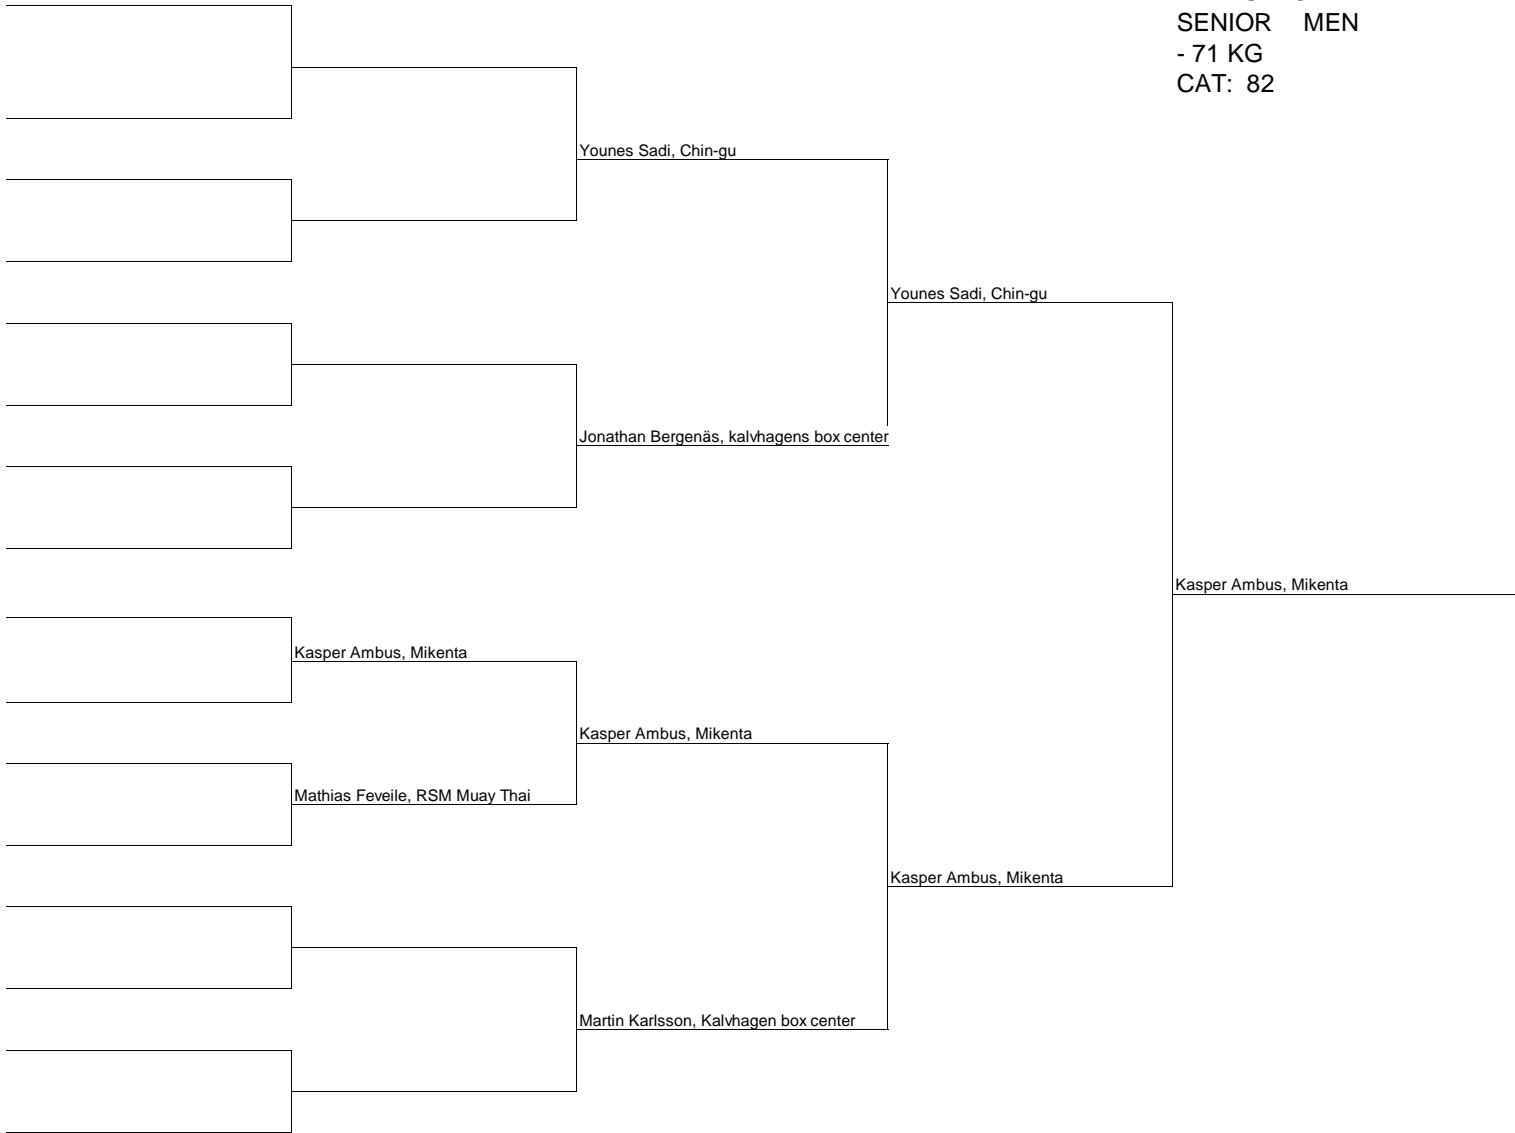 SENIOR MEN
- 71 KG
CAT: 82
Younes Sadi, Chin-gu
Younes Sadi, Chin-gu
Jonathan Bergenäs, kalvhagens box center
Kasper Ambus, Mikenta
Kasper Ambus, Mikenta
Kasper Ambus, Mikenta
Mathias Feveile, RSM Muay Thai
Kasper Ambus, Mikenta
Martin Karlsson, Kalvhagen box center